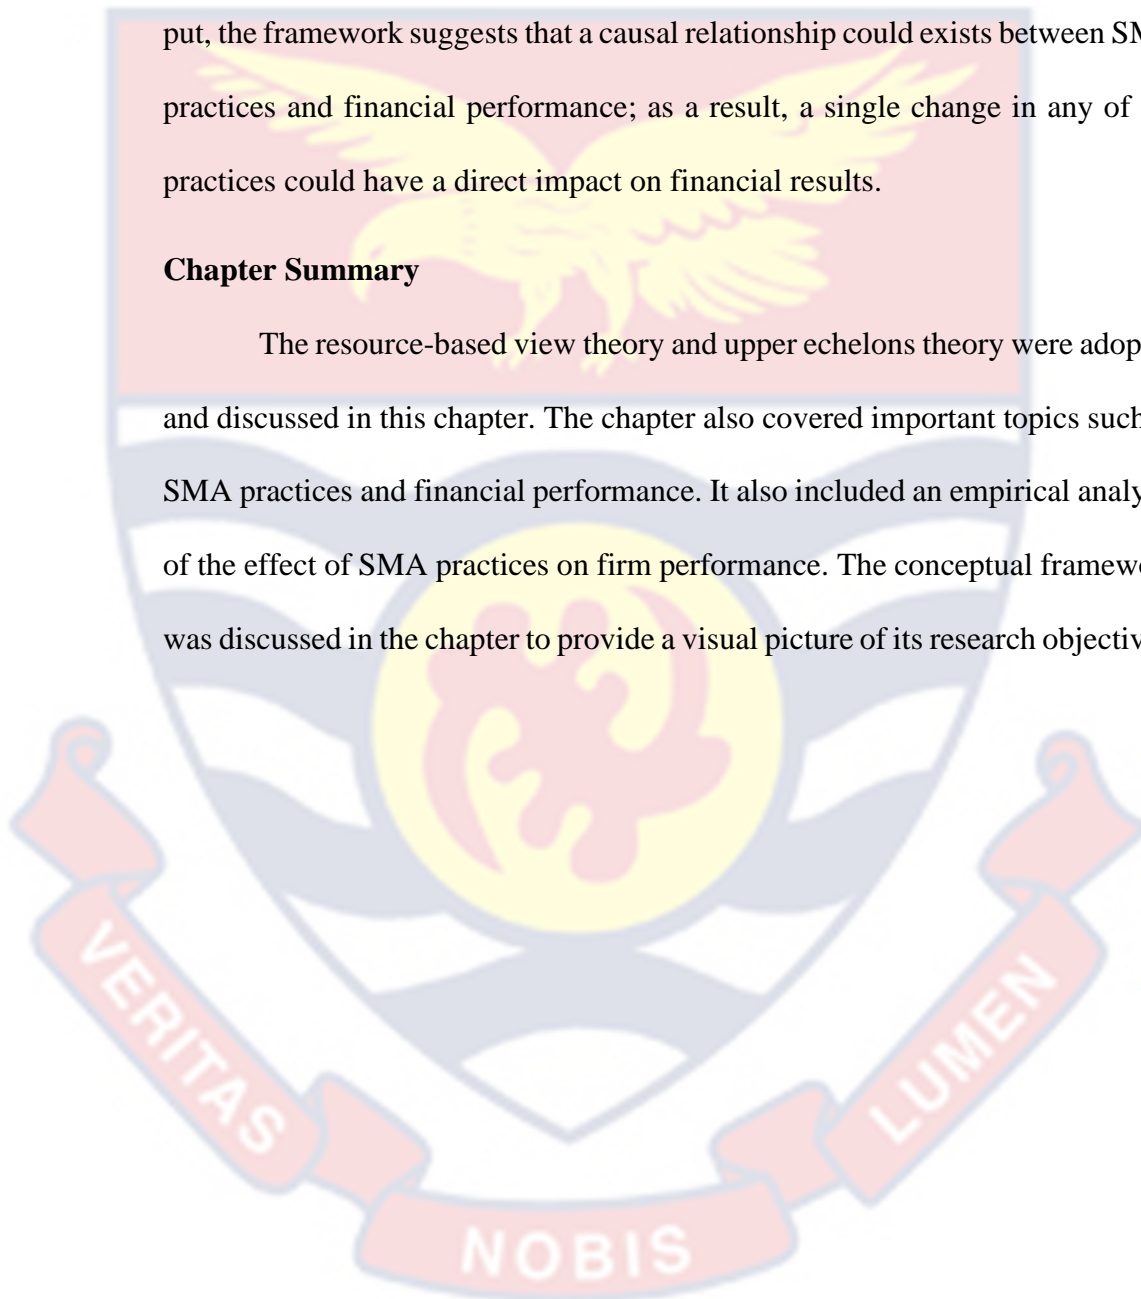 put, the framework suggests that a causal relationship could exists between SM
practices and financial performance; as a result, a single change in any of
practices could have a direct impact on financial results.
Chapter Summary
The resource-based view theory and upper echelons theory were adop
and discussed in this chapter. The chapter also covered important topics such
SMA practices and financial performance. It also included an empirical analy
of the effect of SMA practices on firm performance. The conceptual framew
was discussed in the chapter to provide a visual picture of its research objectiv
VERITAS
NOBIS
LUMEN